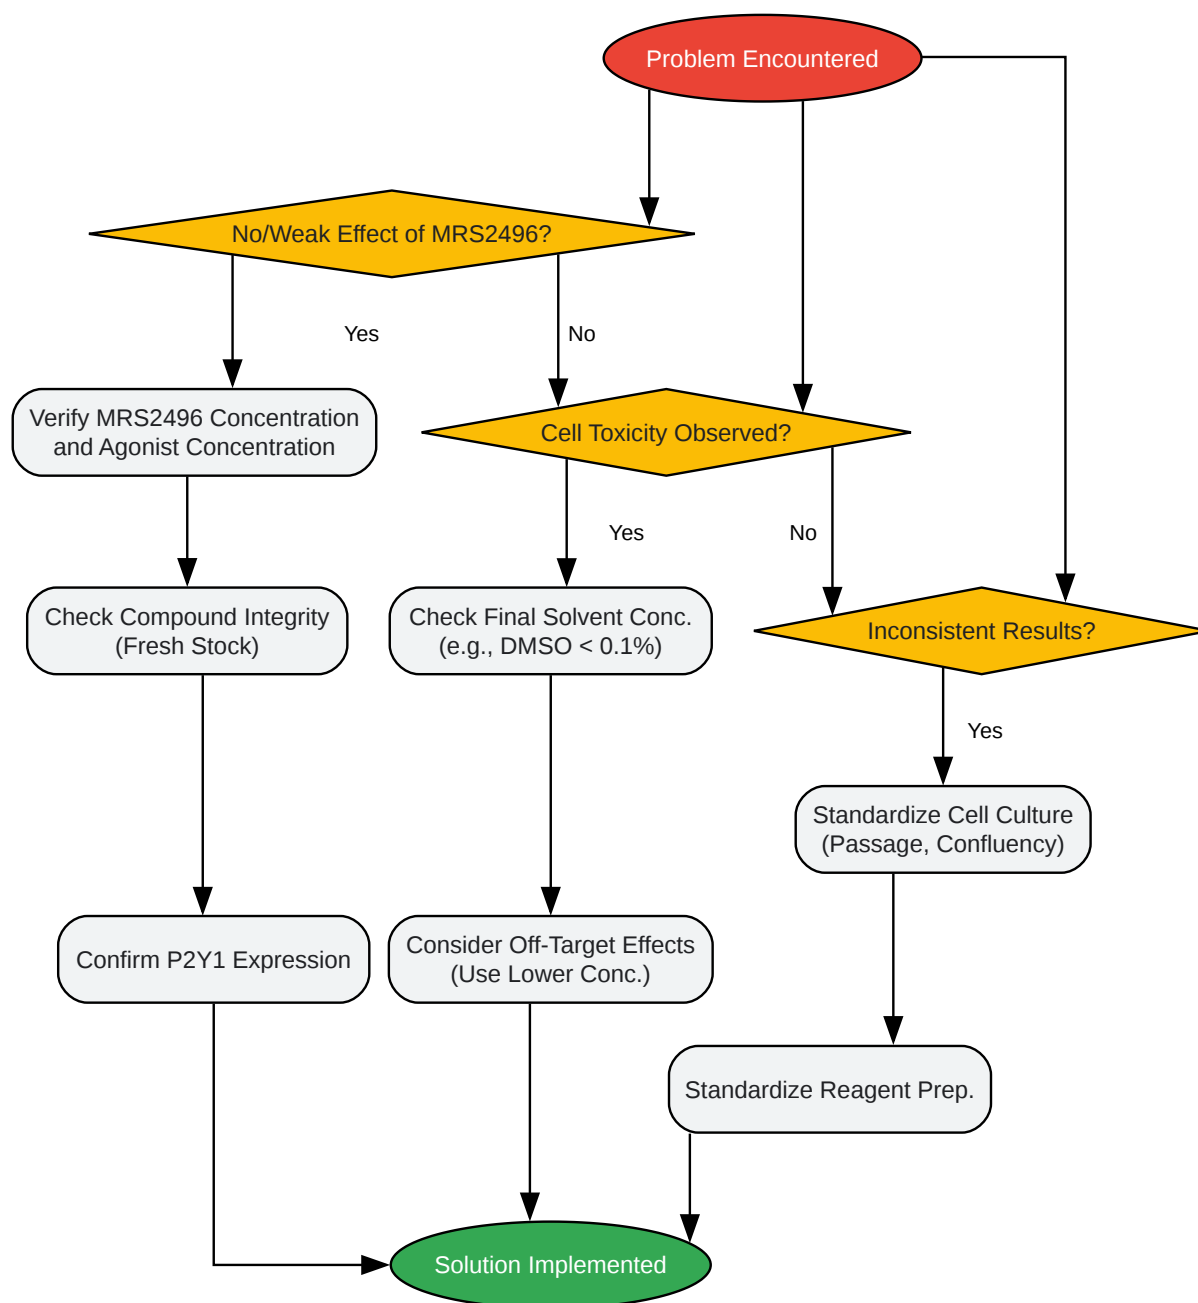 Problem Encountered
No/Weak Effect of MRS2496?
Yes
No
Verify MRS2496 Concentration
and Agonist Concentration
Cell Toxicity Observed?
Yes
No
Check Compound Integrity
(Fresh Stock)
Check Final Solvent Conc.
(e.g., DMSO < 0.1%)
Inconsistent Results?
Yes
Standardize Cell Culture
(Passage, Confluency)
Confirm P2Y1 Expression
Consider Off-Target Effects
(Use Lower Conc.)
Standardize Reagent Prep.
Solution Implemented